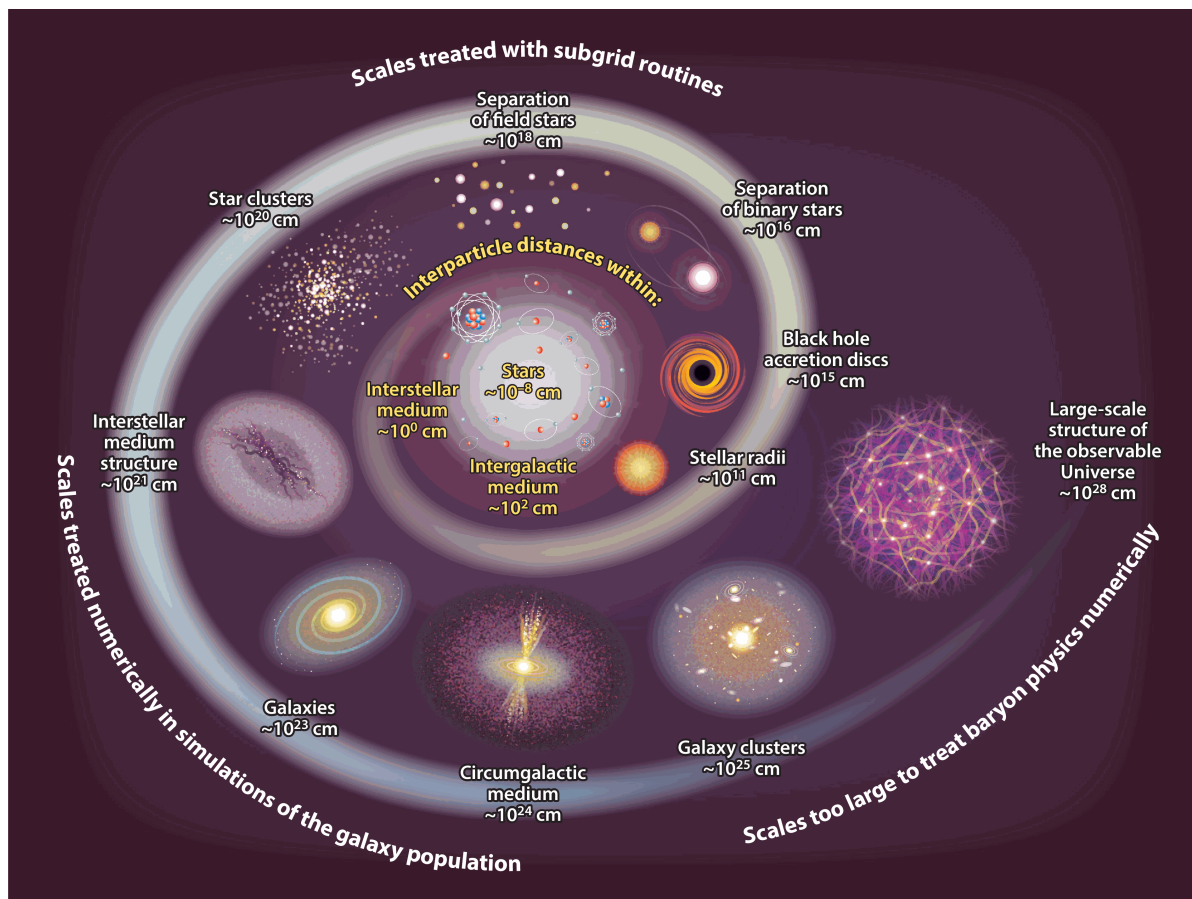 Scales treated with subgrid routines
Separation
of field stars
~10¹⁸ cm
Star clusters
~10²⁰ cm
Separation
of binary stars
~10¹⁶ cm
Interparticle distances within:
Black hole
accretion discs
~10¹⁵ cm
Stars
~10⁻⁸ cm
Interstellar
medium
~10⁰ cm
Intergalactic
medium
~10² cm
Stellar radii
~10¹¹ cm
Interstellar
medium
structure
~10²¹ cm
Large-scale
structure of
the observable
Universe
~10²⁸ cm
Galaxies
~10²³ cm
Circumgalactic
medium
~10²⁴ cm
Galaxy clusters
~10²⁵ cm
Scales treated numerically in simulations of the galaxy population
Scales too large to treat baryon physics numerically